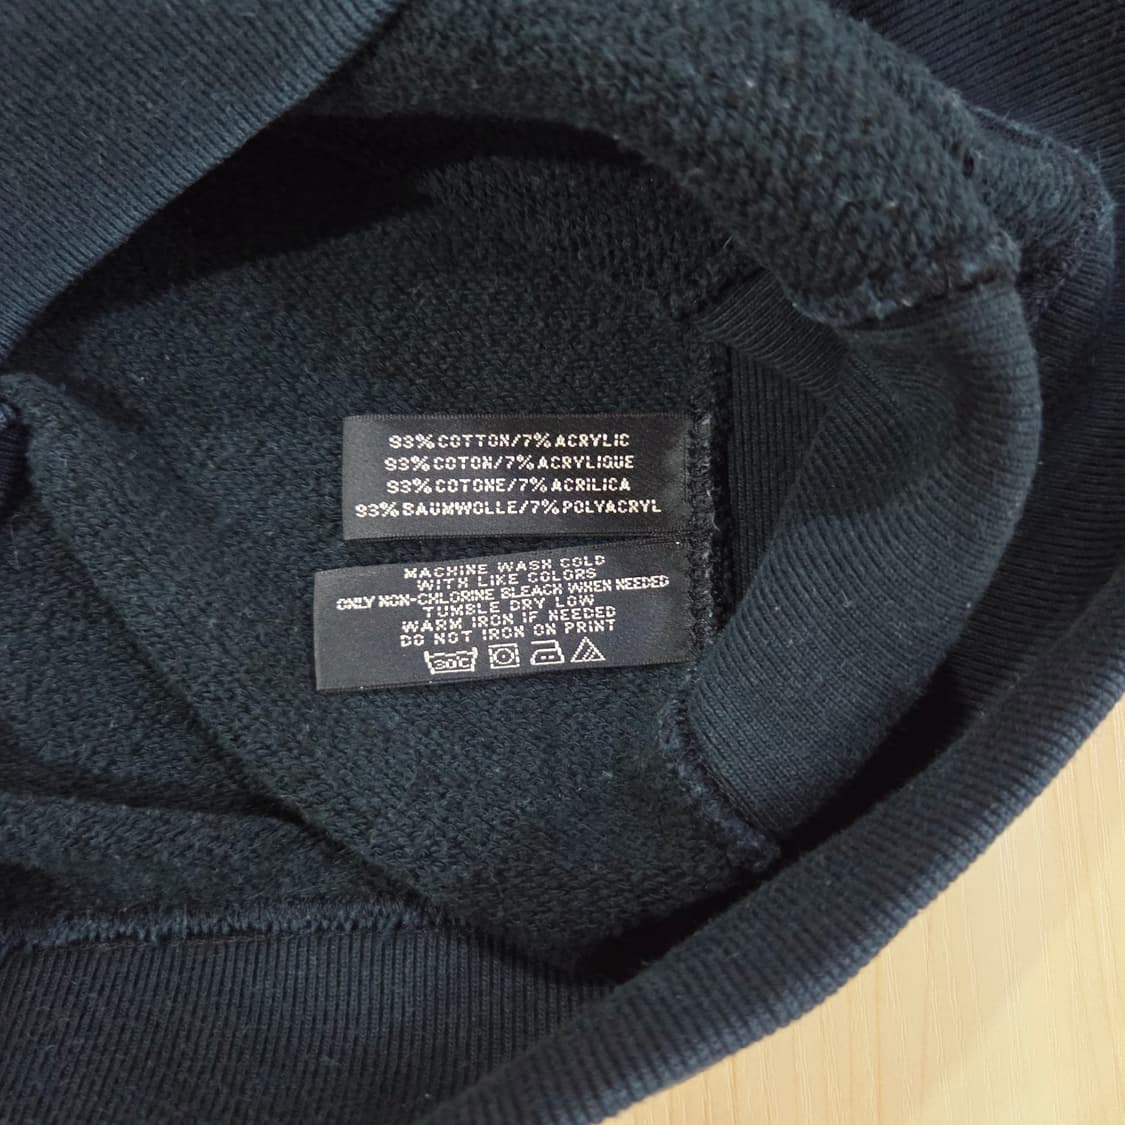 93%COTTON/7%ACRYLIC
93%COTON/7%ACRYLIQUE
93%COTONE/7%ACRILICA
93%BAUMWOLLE/7%POLYACRYL
MACHINE WASH COLD
WITH LIKE COLORS
ONLY NON-CHLORINE BLEACH WHEN NEEDED
TUMBLE DRY LOW
WARM IRON IF NEEDED
DO NOT IRON ON PRINT
30°C